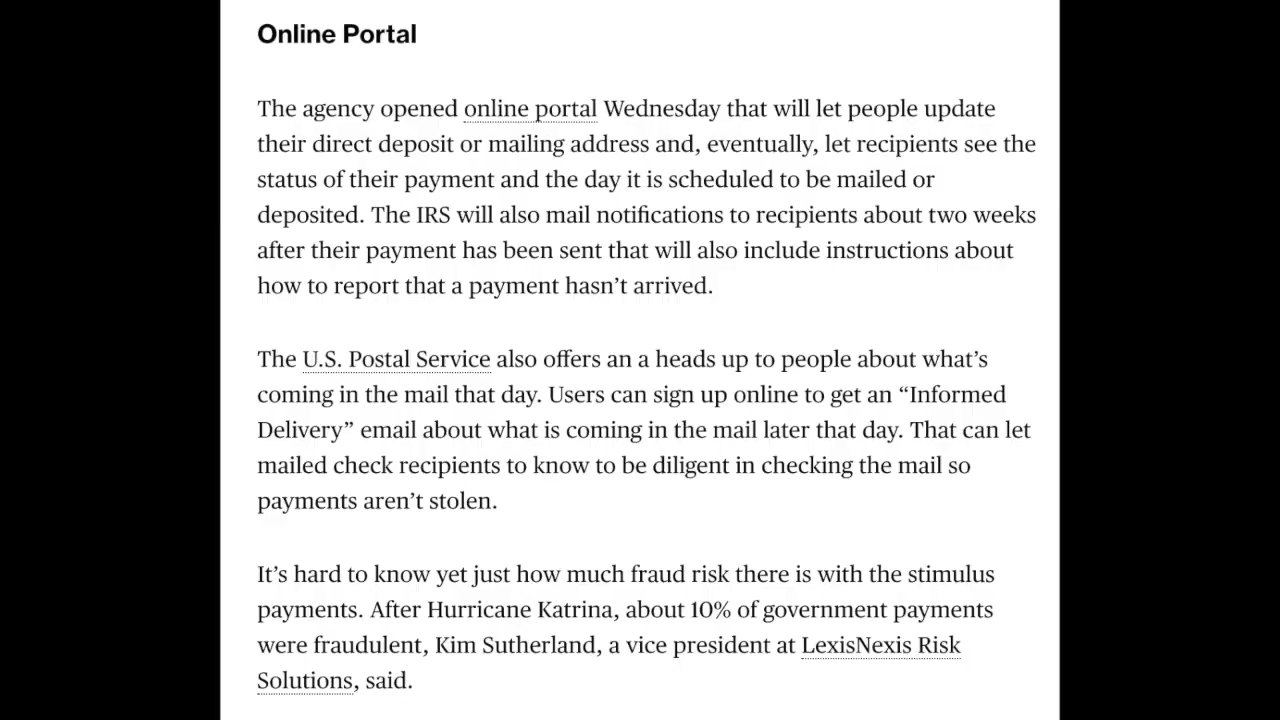 Online Portal
The agency opened online portal Wednesday that will let people update
their direct deposit or mailing address and, eventually, let recipients see the
status of their payment and the day it is scheduled to be mailed or
deposited. The IRS will also mail notifications to recipients about two weeks
after their payment has been sent that will also include instructions about
how to report that a payment hasn’t arrived.
The U.S. Postal Service also offers an a heads up to people about what’s
coming in the mail that day. Users can sign up online to get an “Informed
Delivery” email about what is coming in the mail later that day. That can let
mailed check recipients to know to be diligent in checking the mail so
payments aren’t stolen.
It’s hard to know yet just how much fraud risk there is with the stimulus
payments. After Hurricane Katrina, about 10% of government payments
were fraudulent, Kim Sutherland, a vice president at LexisNexis Risk
Solutions, said.